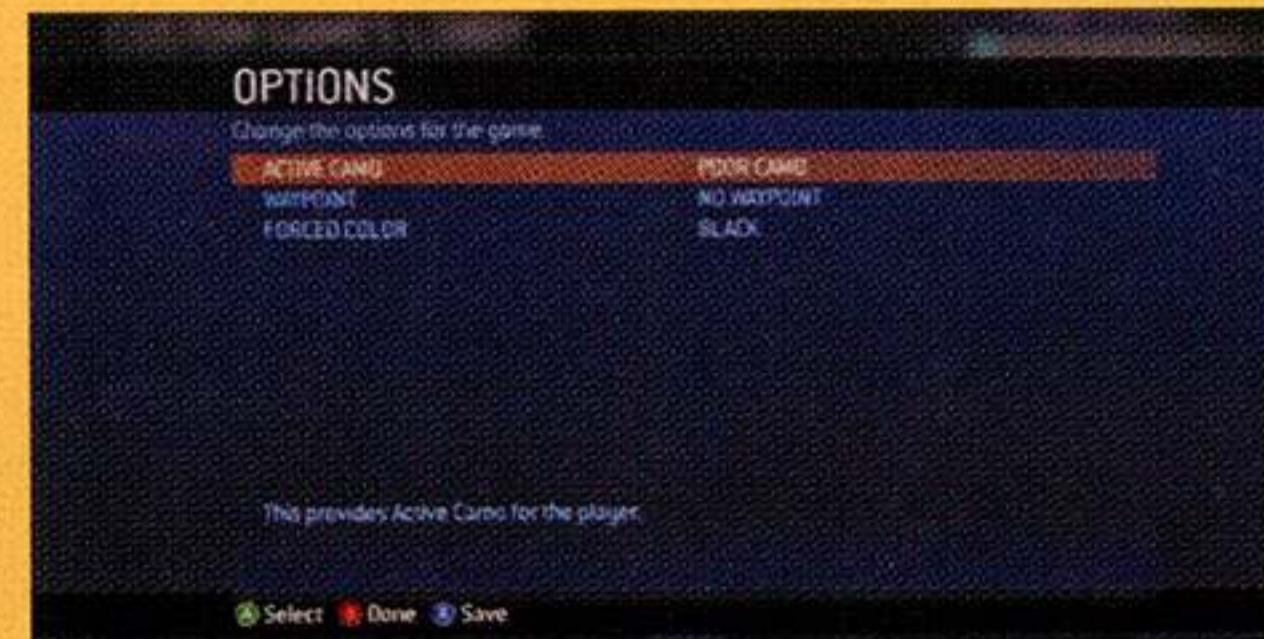 OPTIONS
Change the options for the game.
ACTIVE CAMO POOR CAMO
WAYPOINT NO WAYPOINT
FORCED COLOR BLACK
This provides Active Camo for the player.
Select Done Save